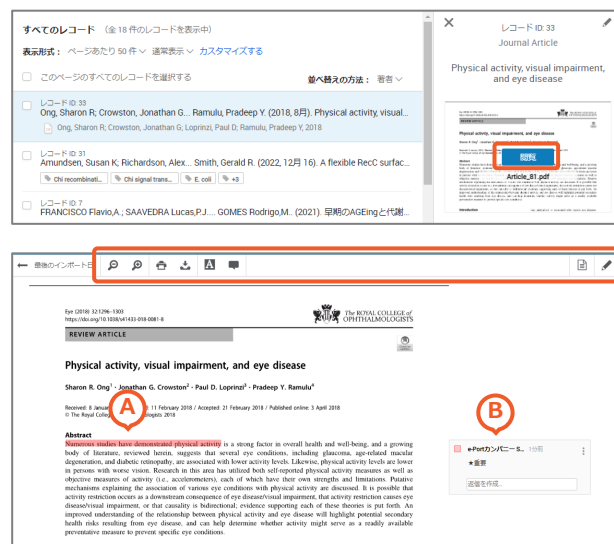 すべてのレコード （全 18 件のレコードを表示中）
表示形式： ページあたり 50 件 通常表示 カスタマイズする
このページのすべてのレコードを選択する 並べ替えの方法： 著者
レコード ID: 33
Ong, Sharon R; Crowston, Jonathan G... Ramulu, Pradeep Y. (2018, 8月). Physical activity, visual...
Ong, Sharon R; Crowston, Jonathan G; Loprinzi, Paul D; Ramulu, Pradeep Y, 2018
レコード ID: 31
Amundsen, Susan K; Richardson, Alex... Smith, Gerald R. (2022, 12月 16). A flexible RecC surfac...
Chi recombinati... Chi signal trans... E. coli +3
レコード ID: 7
FRANCISCO Flavio,A.; SAAVEDRA Lucas,P.J.... GOMES Rodrigo,M.. (2021). 早期のAGEingと代謝...
レコード ID: 33
Journal Article
Physical activity, visual impairment,
and eye disease
REVIEW ARTICLE
Physical activity, visual impairment, and eye disease
閲覧
Article_81.pdf
最後のインポート日
Eye (2018) 32:1296–1303
https://doi.org/10.1038/s41433-018-0081-8
The ROYAL COLLEGE of
OPHTHALMOLOGISTS
REVIEW ARTICLE
Physical activity, visual impairment, and eye disease
Sharon R. Ong1 · Jonathan G. Crowston2 · Paul D. Loprinzi3 · Pradeep Y. Ramulu4
Received: 8 January 11 February 2018 / Accepted: 21 February 2018 / Published online: 3 April 2018
© The Royal College Ophthalmologists 2018
A
B
Abstract
Numerous studies have demonstrated physical activity is a strong factor in overall health and well-being, and a growing
body of literature, reviewed herein, suggests that several eye conditions, including glaucoma, age-related macular
degeneration, and diabetic retinopathy, are associated with lower activity levels. Likewise, physical activity levels are lower
in persons with worse vision. Research in this area has utilized both self-reported physical activity measures as well as
objective measures of activity (i.e., accelerometers), each of which have their own strengths and limitations. Putative
mechanisms explaining the association of various eye conditions with physical activity are discussed. It is possible that
activity restriction occurs as a downstream consequence of eye disease/visual impairment, that activity restriction causes eye
disease/visual impairment, or that causality is bidirectional; evidence supporting each of these theories is put forth. An
improved understanding of the relationship between physical activity and eye disease will highlight potential secondary
health risks resulting from eye disease, and can help determine whether activity might serve as a readily available
preventative measure to prevent specific eye conditions.
e-Portカンパニー S... 1分前
★重要
返信を作成..